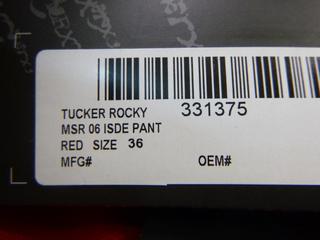 TUCKER ROCKY 331375
MSR 06 ISDE PANT
RED SIZE 36
MFG# OEM#